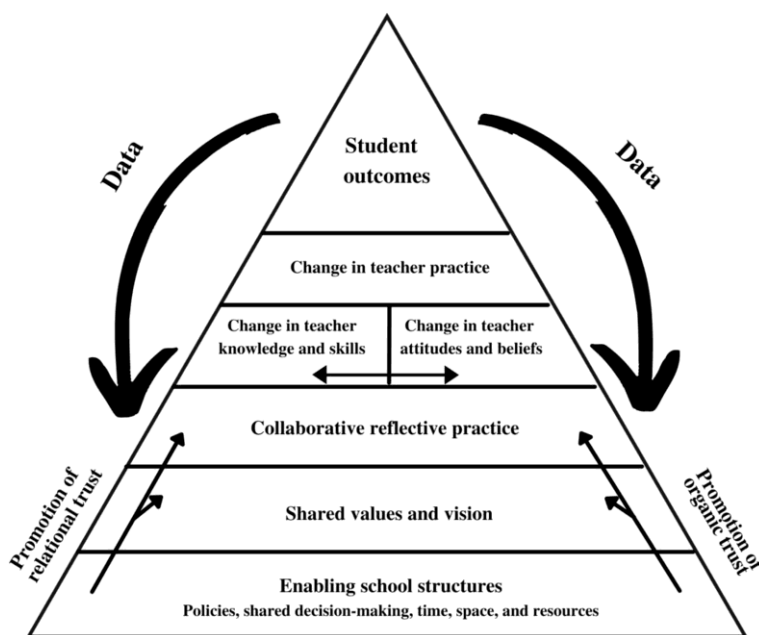 Data
Data
Student
outcomes
Change in teacher practice
Change in teacher
knowledge and skills
Change in teacher
attitudes and beliefs
Collaborative reflective practice
Promotion of
relational trust
Promotion of
organic trust
Shared values and vision
Enabling school structures
Policies, shared decision-making, time, space, and resources